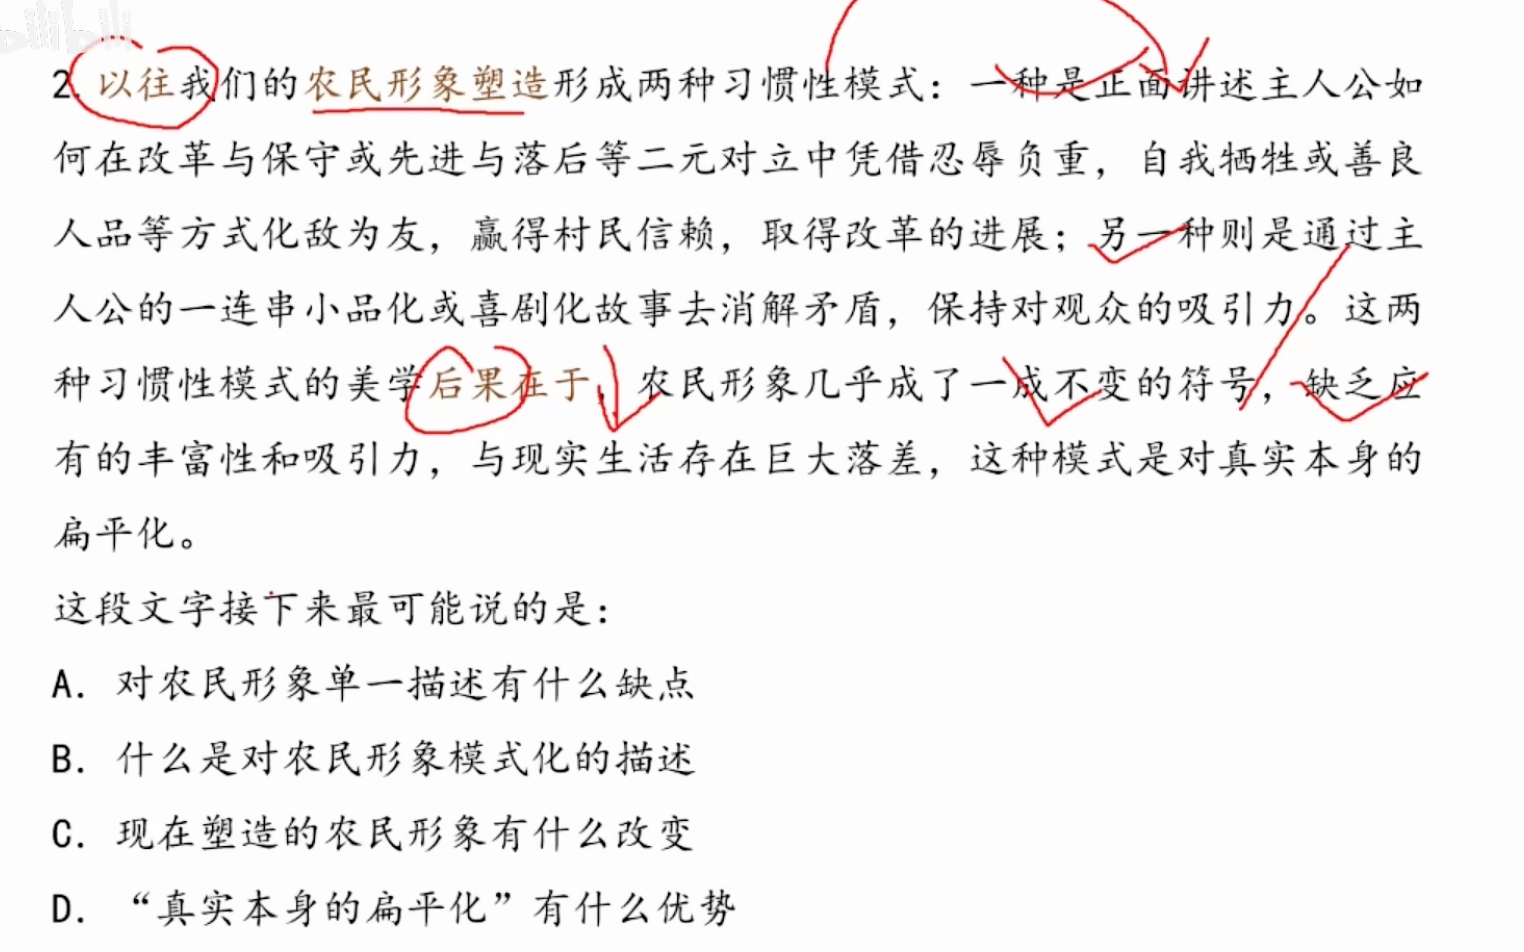 bilibili
2. 以往我们的农民形象塑造形成两种习惯性模式：一种是正面讲述主人公如
何在改革与保守或先进与落后等二元对立中凭借忍辱负重，自我牺牲或善良
人品等方式化敌为友，赢得村民信赖，取得改革的进展；另一种则是通过主
人公的一连串小品化或喜剧化故事去消解矛盾，保持对观众的吸引力。这两
种习惯性模式的美学后果在于，农民形象几乎成了一成不变的符号，缺乏应
有的丰富性和吸引力，与现实生活存在巨大落差，这种模式是对真实本身的
扁平化。
这段文字接下来最可能说的是：
A. 对农民形象单一描述有什么缺点
B. 什么是对农民形象模式化的描述
C. 现在塑造的农民形象有什么改变
D. “真实本身的扁平化”有什么优势